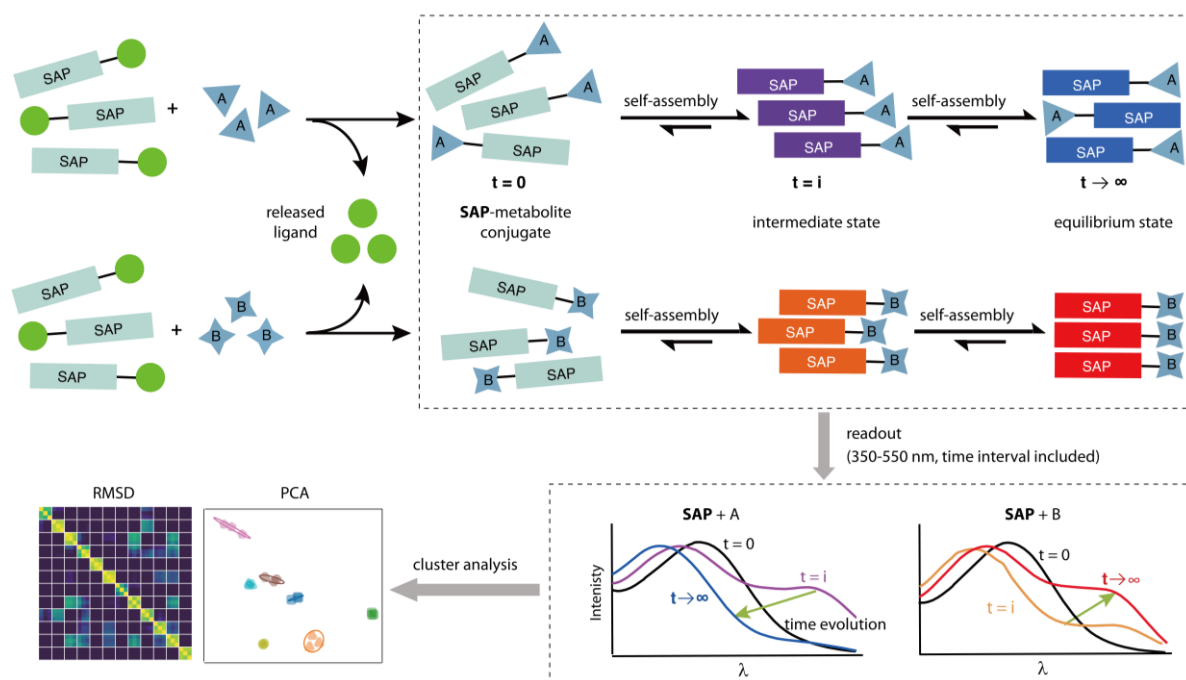 SAP
SAP
SAP
+
A
A
A
SAP
A
SAP
A
A
SAP
t = 0
SAP-metabolite
conjugate
self-assembly
SAP
A
SAP
A
SAP
A
t = i
intermediate state
self-assembly
SAP
A
A
SAP
SAP
A
t → ∞
equilibrium state
released
ligand
SAP
SAP
SAP
+
B
B
B
SAP
B
SAP
B
B
SAP
self-assembly
SAP
B
SAP
B
SAP
B
self-assembly
SAP
B
SAP
B
SAP
B
readout
(350-550 nm, time interval included)
RMSD
PCA
cluster analysis
SAP + A
t = 0
t = i
t → ∞
time evolution
Intenisty
λ
SAP + B
t = 0
t → ∞
t = i
λ